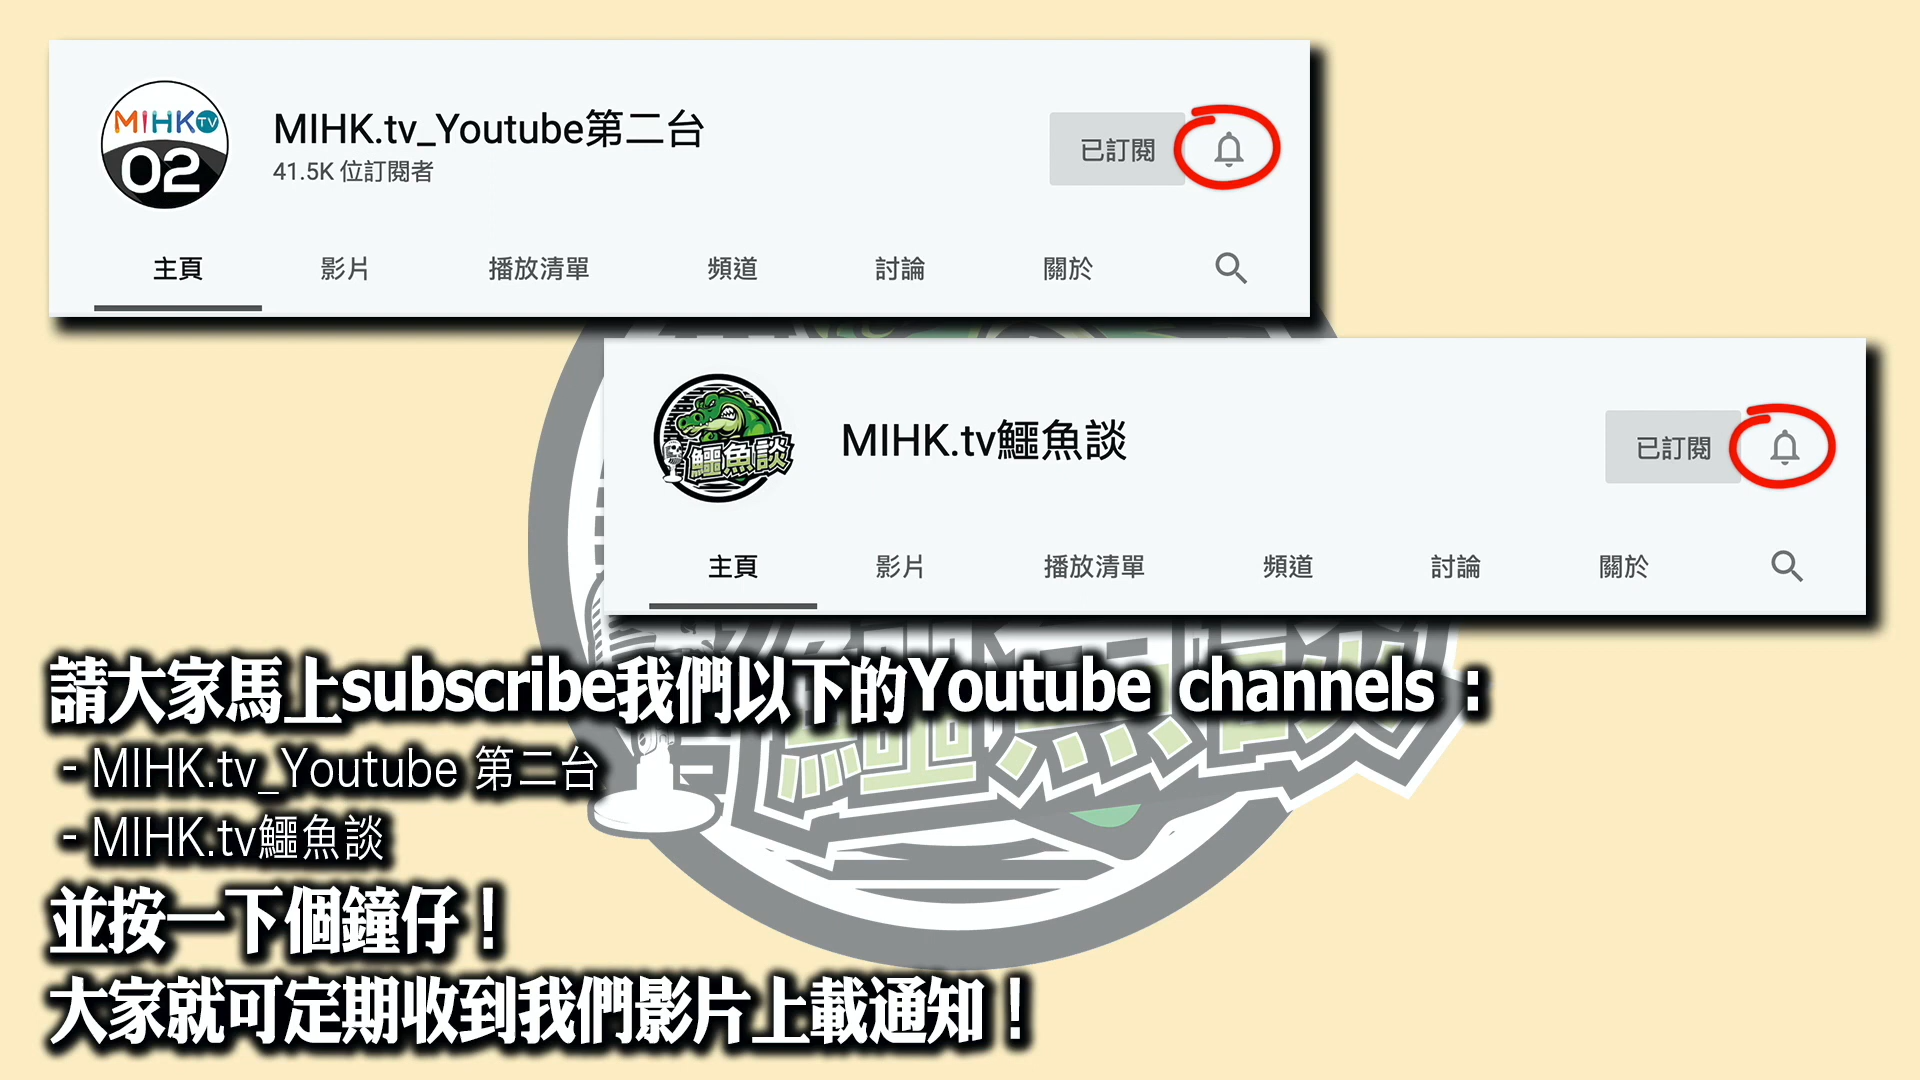 MIHK TV
02
MIHK.tv_Youtube第二台
41.5K 位訂閱者
已訂閱
主頁 影片 播放清單 頻道 討論 關於
鱷魚談
MIHK.tv鱷魚談
已訂閱
主頁 影片 播放清單 頻道 討論 關於
鱷魚談
請大家馬上subscribe我們以下的Youtube channels：
- MIHK.tv_Youtube 第二台
- MIHK.tv鱷魚談
並按一下個鐘仔！
大家就可定期收到我們影片上載通知！